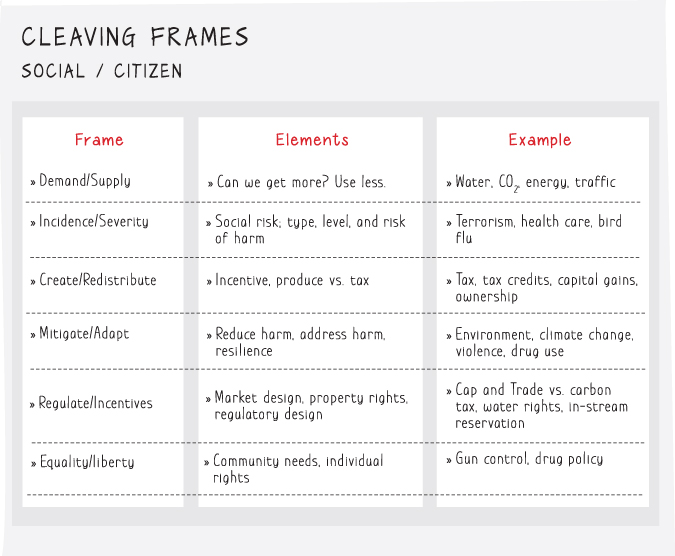 CLEAVING FRAMES
SOCIAL / CITIZEN
Frame
Elements
Example
» Demand/Supply
» Can we get more? Use less.
» Water, CO₂, energy, traffic
» Incidence/Severity
» Social risk; type, level, and risk
of harm
» Terrorism, health care, bird
flu
» Create/Redistribute
» Incentive, produce vs. tax
» Tax, tax credits, capital gains,
ownership
» Mitigate/Adapt
» Reduce harm, address harm,
resilience
» Environment, climate change,
violence, drug use
» Regulate/Incentives
» Market design, property rights,
regulatory design
» Cap and Trade vs. carbon
tax, water rights, in-stream
reservation
» Equality/liberty
» Community needs, individual
rights
» Gun control, drug policy